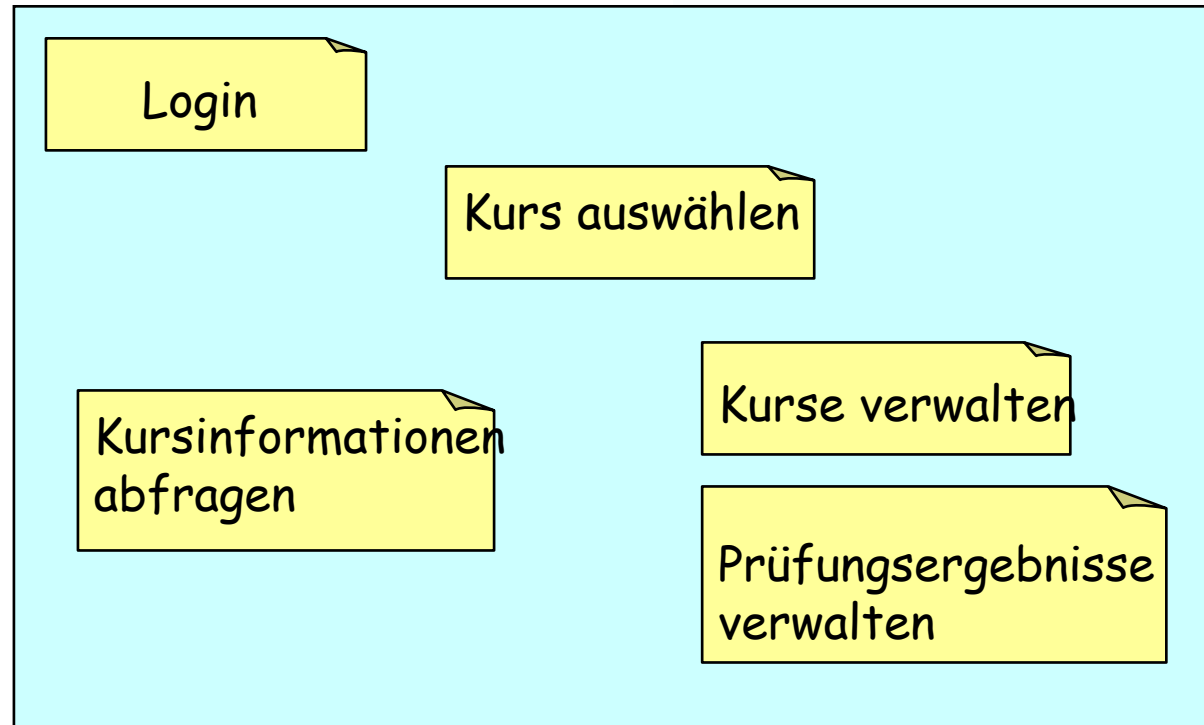 Login
Kurs auswählen
Kurse verwalten
Kursinformationen
abfragen
Prüfungsergebnisse
verwalten